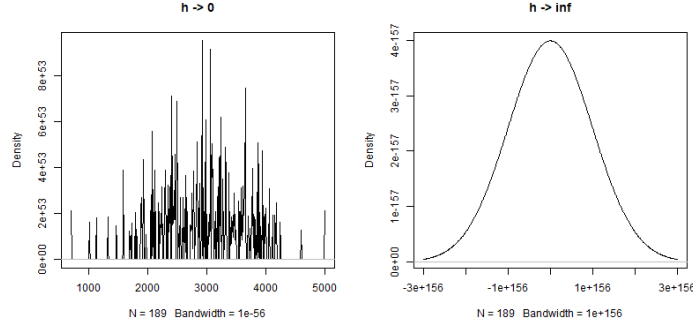 h -> 0
Density
0e+00 2e+53 4e+53 6e+53 8e+53
1000 2000 3000 4000 5000
N = 189 Bandwidth = 1e-56
h -> inf
Density
0e+00 1e-157 2e-157 3e-157 4e-157
-3e+156 -1e+156 1e+156 3e+156
N = 189 Bandwidth = 1e+156